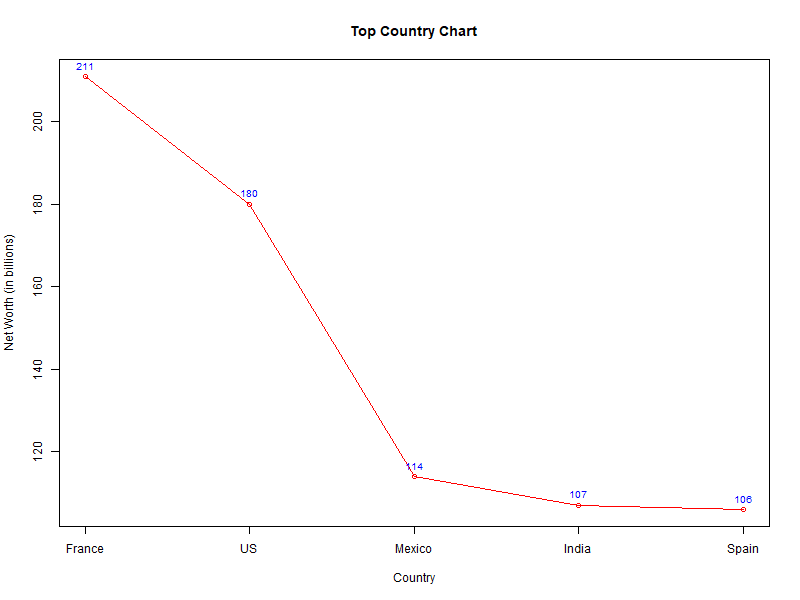 Top Country Chart
211
180
114
107
106
200
180
160
140
120
Net Worth (in billions)
France
US
Mexico
India
Spain
Country